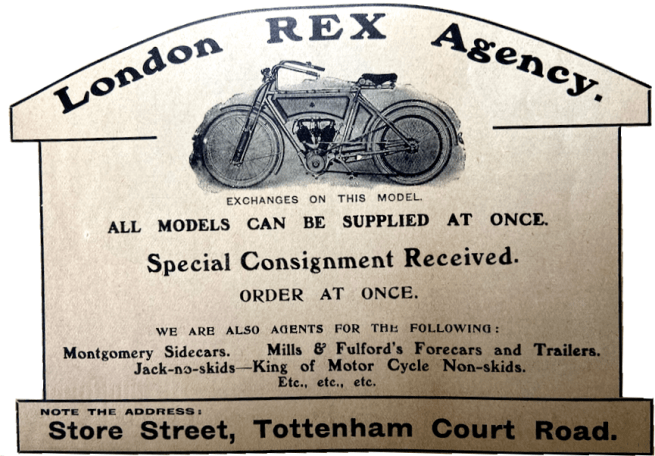 London REX Agency.
EXCHANGES ON THIS MODEL.
ALL MODELS CAN BE SUPPLIED AT ONCE.
Special Consignment Received.
ORDER AT ONCE.
WE ARE ALSO AGENTS FOR THE FOLLOWING:
Montgomery Sidecars. Mills & Fulford's Forecars and Trailers.
Jack-no-skids—King of Motor Cycle Non-skids.
Etc., etc., etc.
NOTE THE ADDRESS:
Store Street, Tottenham Court Road.